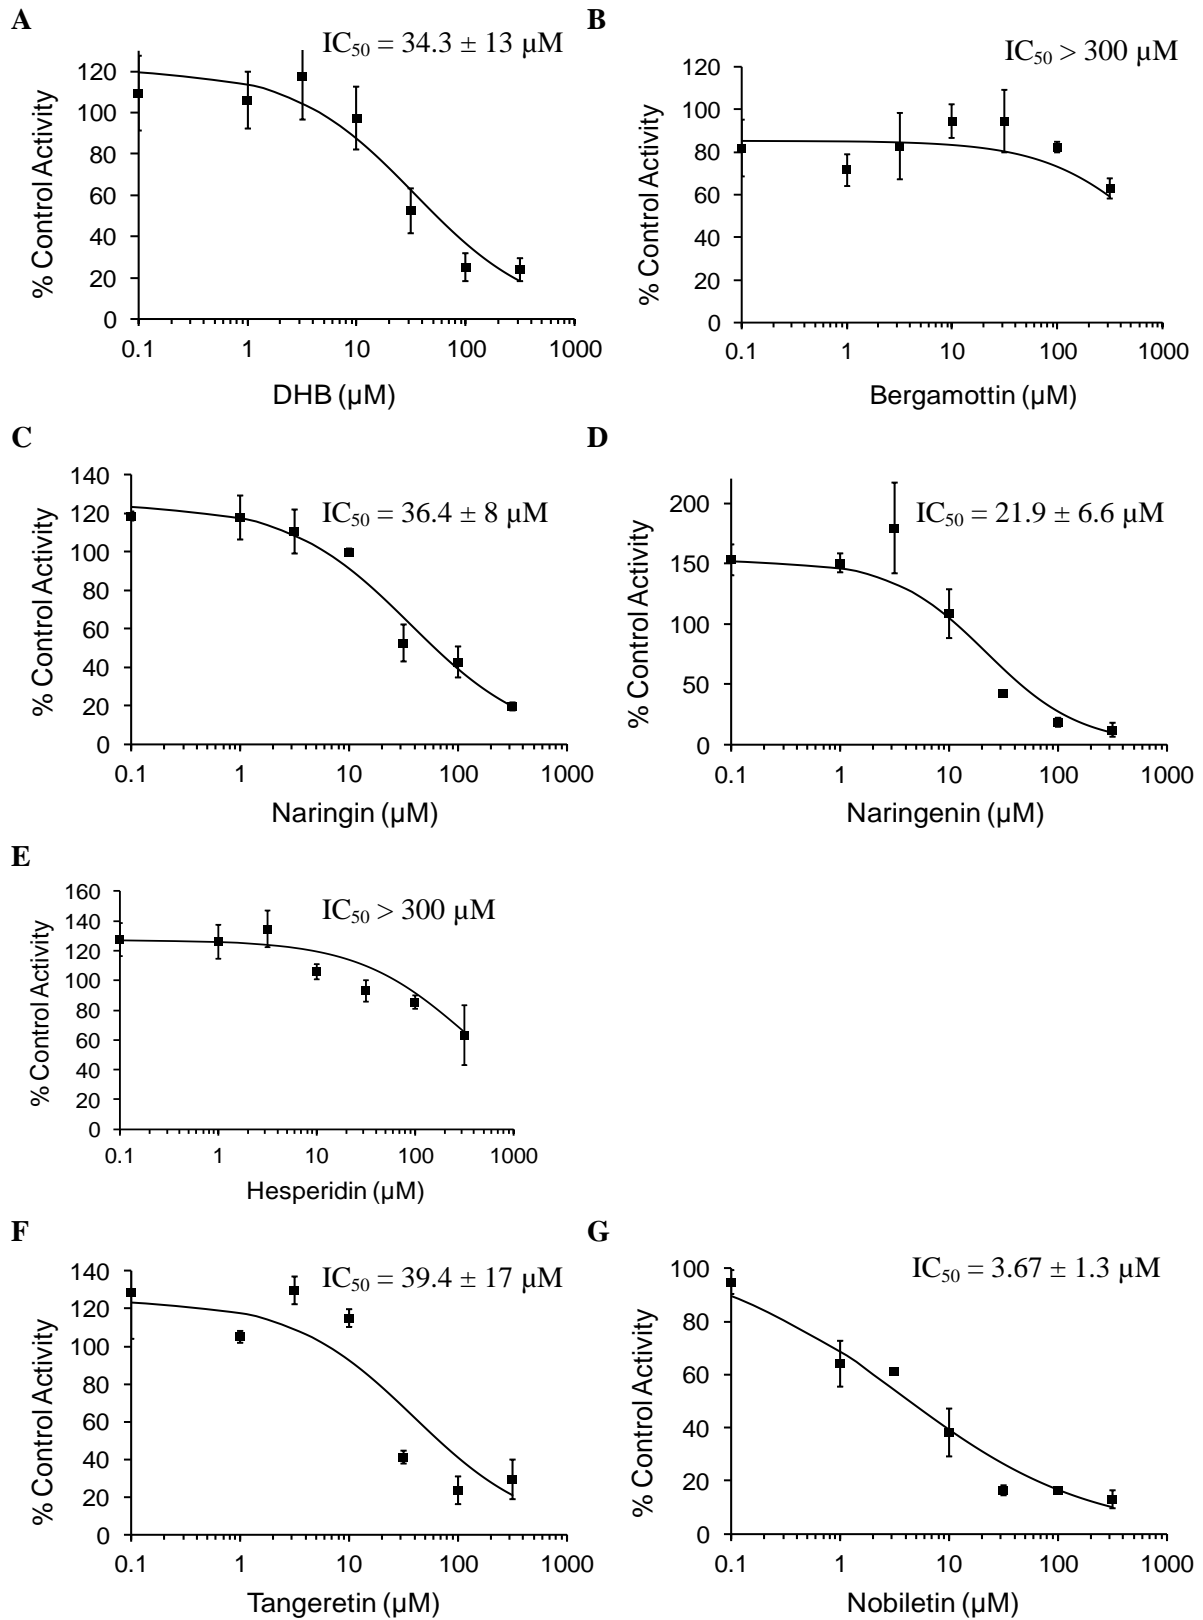 A
IC50 = 34.3 ± 13 µM
% Control Activity
120
100
80
60
40
20
0
0.1 1 10 100 1000
DHB (µM)
B
IC50 > 300 µM
% Control Activity
120
100
80
60
40
20
0
0.1 1 10 100 1000
Bergamottin (µM)
C
IC50 = 36.4 ± 8 µM
% Control Activity
140
120
100
80
60
40
20
0
0.1 1 10 100 1000
Naringin (µM)
D
IC50 = 21.9 ± 6.6 µM
% Control Activity
200
150
100
50
0
0.1 1 10 100 1000
Naringenin (µM)
E
IC50 > 300 µM
% Control Activity
160
140
120
100
80
60
40
20
0
0.1 1 10 100 1000
Hesperidin (µM)
F
IC50 = 39.4 ± 17 µM
% Control Activity
140
120
100
80
60
40
20
0
0.1 1 10 100 1000
Tangeretin (µM)
G
IC50 = 3.67 ± 1.3 µM
% Control Activity
100
80
60
40
20
0
0.1 1 10 100 1000
Nobiletin (µM)